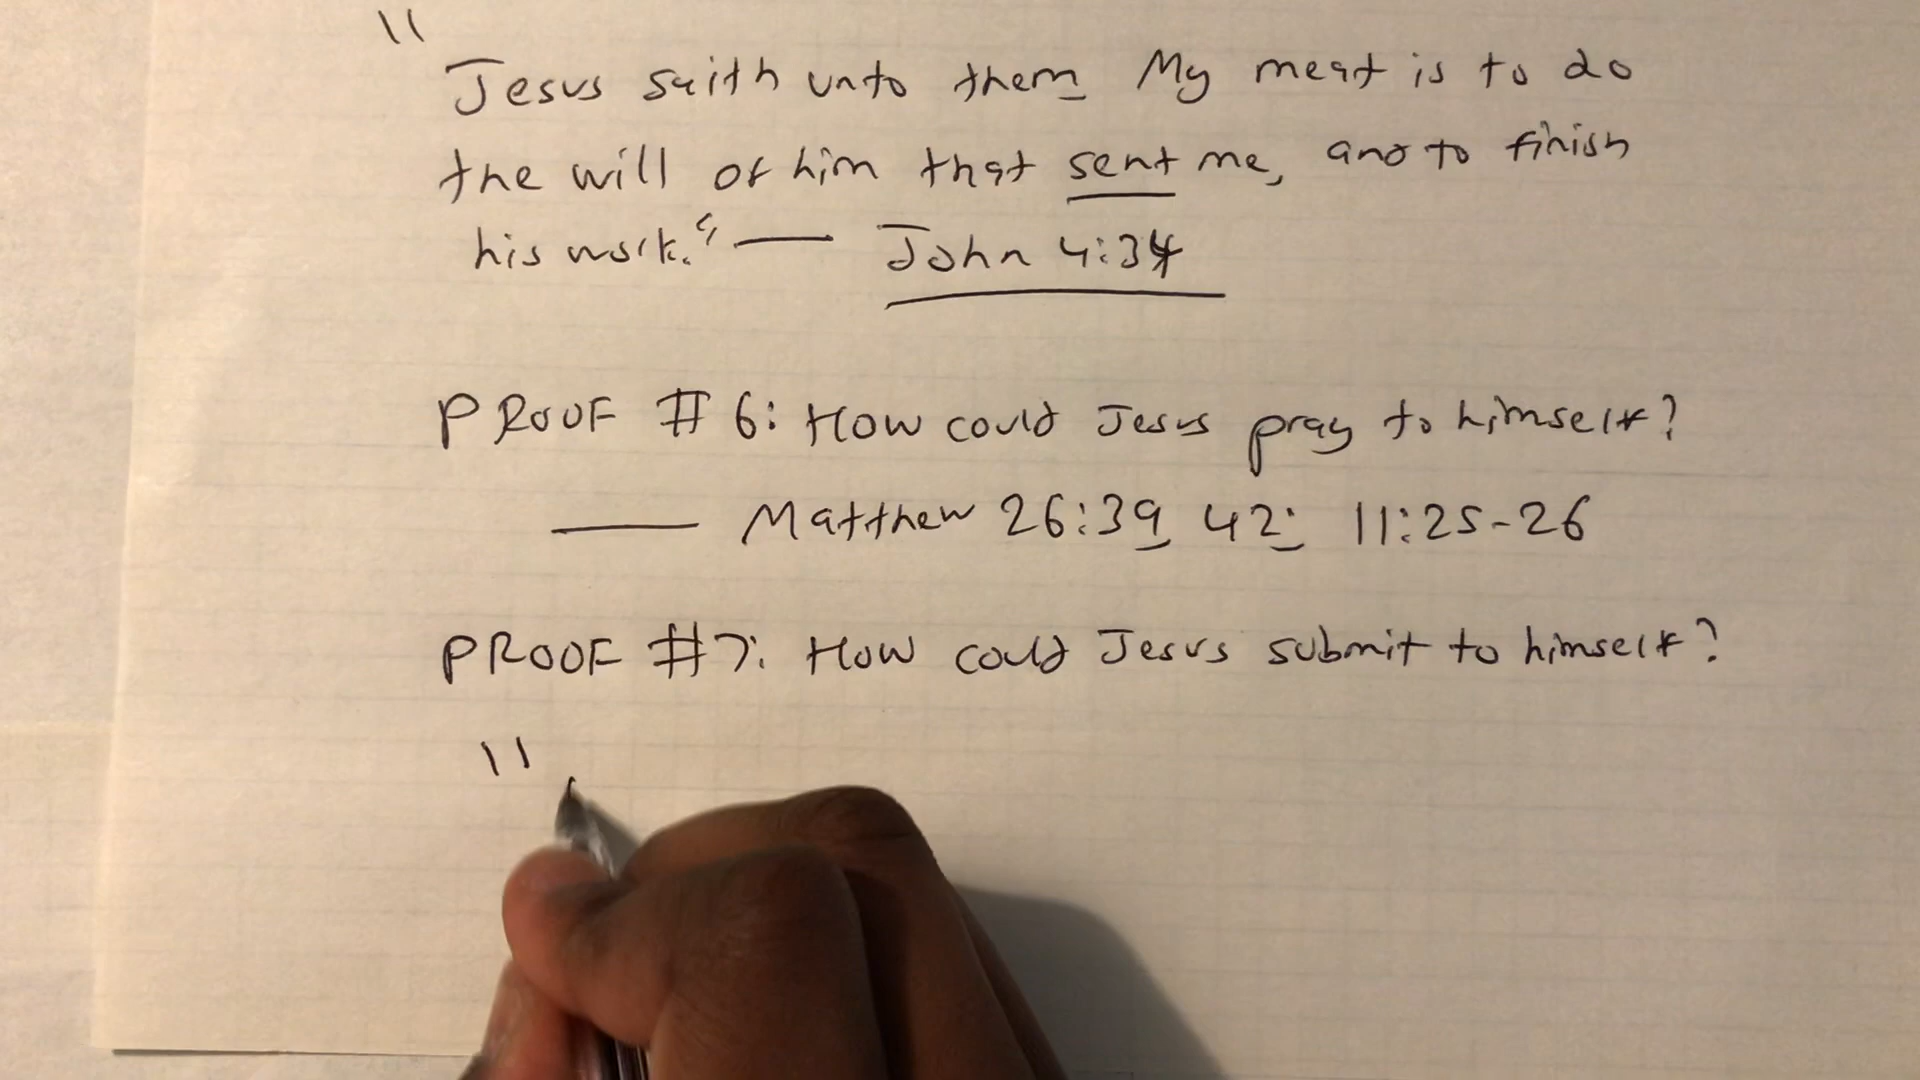 "Jesus saith unto them, My meat is to do
the will of him that sent me, and to finish
his work." — John 4:34
PROOF #6: How could Jesus pray to himself?
— Matthew 26:39, 42; 11:25-26
PROOF #7: How could Jesus submit to himself?
"